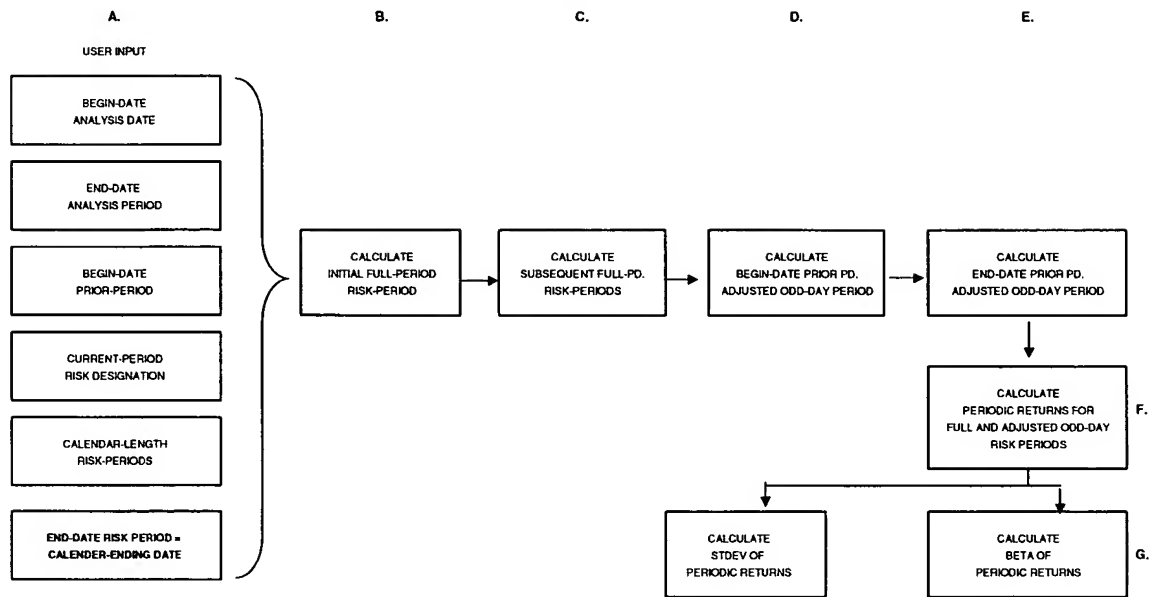 A.
B.
C.
D.
E.
USER INPUT
BEGIN-DATE
ANALYSIS DATE
END-DATE
ANALYSIS PERIOD
BEGIN-DATE
PRIOR-PERIOD
CURRENT-PERIOD
RISK DESIGNATION
CALENDAR-LENGTH
RISK-PERIODS
END-DATE RISK PERIOD =
CALENDER-ENDING DATE
CALCULATE
INITIAL FULL-PERIOD
RISK-PERIOD
CALCULATE
SUBSEQUENT FULL-PD.
RISK-PERIODS
CALCULATE
BEGIN-DATE PRIOR PD.
ADJUSTED ODD-DAY PERIOD
CALCULATE
END-DATE PRIOR PD.
ADJUSTED ODD-DAY PERIOD
CALCULATE
PERIODIC RETURNS FOR
FULL AND ADJUSTED ODD-DAY
RISK PERIODS
F.
CALCULATE
STDEV OF
PERIODIC RETURNS
CALCULATE
BETA OF
PERIODIC RETURNS
G.